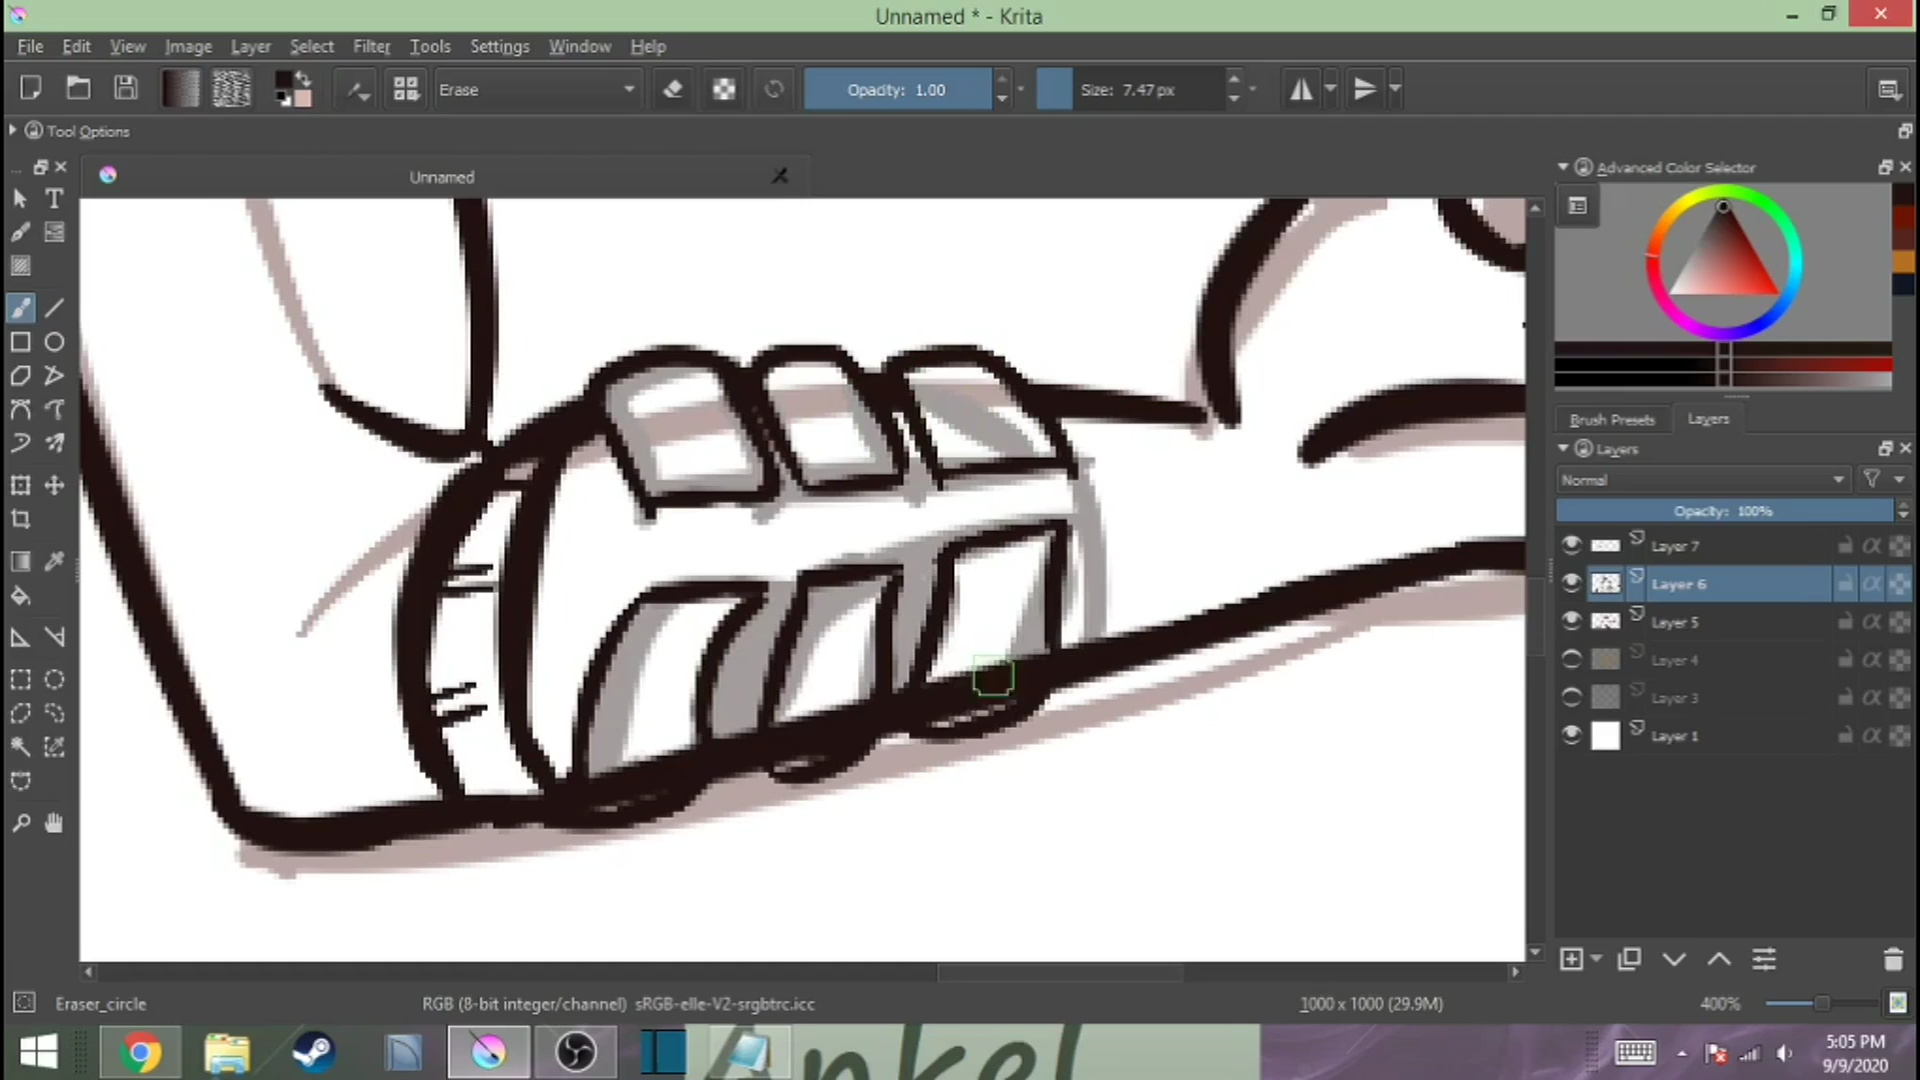 Unnamed * - Krita
File Edit View Image Layer Select Filter Tools Settings Window Help
Erase Opacity: 1.00 Size: 7.47 px
Tool Options
Unnamed
Advanced Color Selector
Brush Presets Layers
Layers
Normal
Opacity: 100%
Layer 7
Layer 6
Layer 5
Layer 4
Layer 3
Layer 1
Eraser_circle RGB (8-bit integer/channel) sRGB-elle-V2-srgbtrc.icc 1000 x 1000 (29.9M) 400%
5:05 PM
9/9/2020